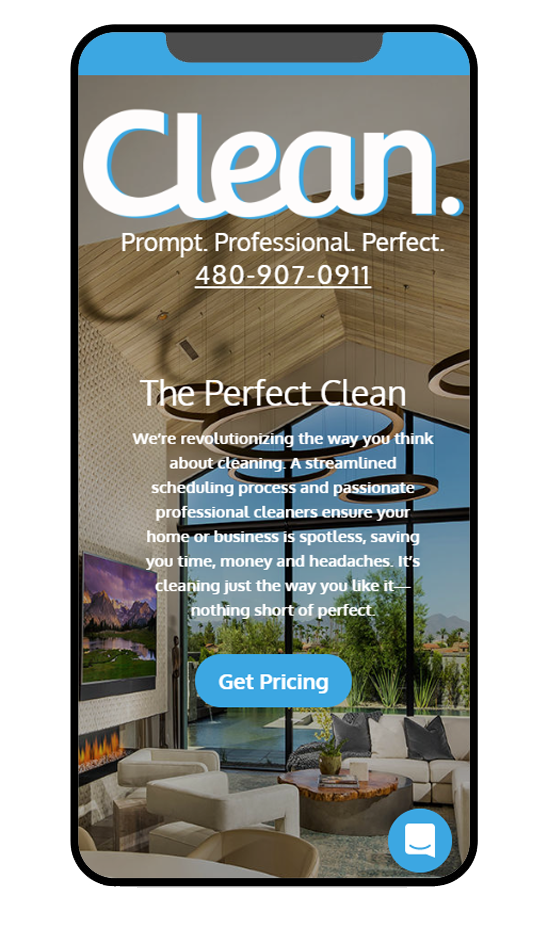 Clean.
Prompt. Professional. Perfect.
480-907-0911
The Perfect Clean
We're revolutionizing the way you think
about cleaning. A streamlined
scheduling process and passionate
professional cleaners ensure your
home or business is spotless, saving
you time, money and headaches. It's
cleaning just the way you like it—
nothing short of perfect.
Get Pricing